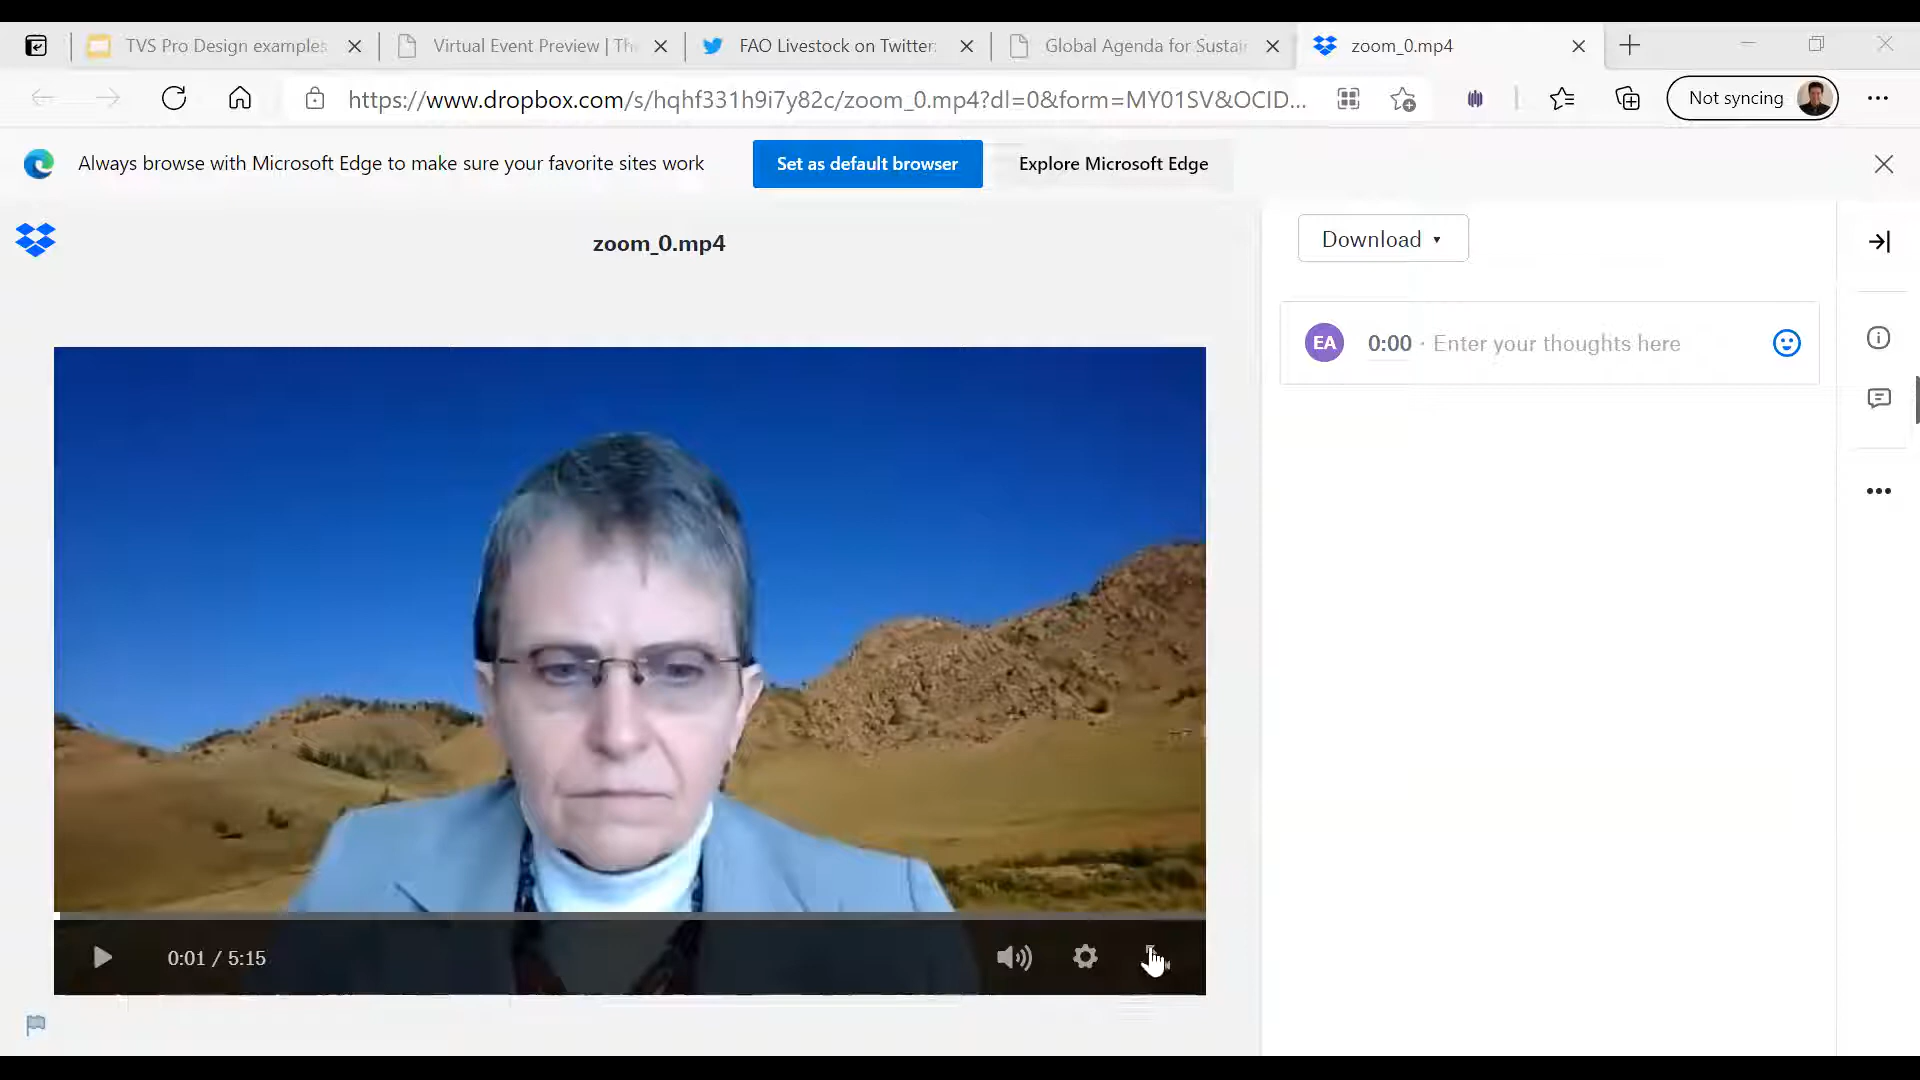 TVS Pro Design examples
Virtual Event Preview | Th
FAO Livestock on Twitter:
Global Agenda for Sustai
zoom_0.mp4
https://www.dropbox.com/s/hqhf331h9i7y82c/zoom_0.mp4?dl=0&form=MY01SV&OCID...
Not syncing
Always browse with Microsoft Edge to make sure your favorite sites work
Set as default browser
Explore Microsoft Edge
zoom_0.mp4
Download
EA
0:00 · Enter your thoughts here
0:01 / 5:15